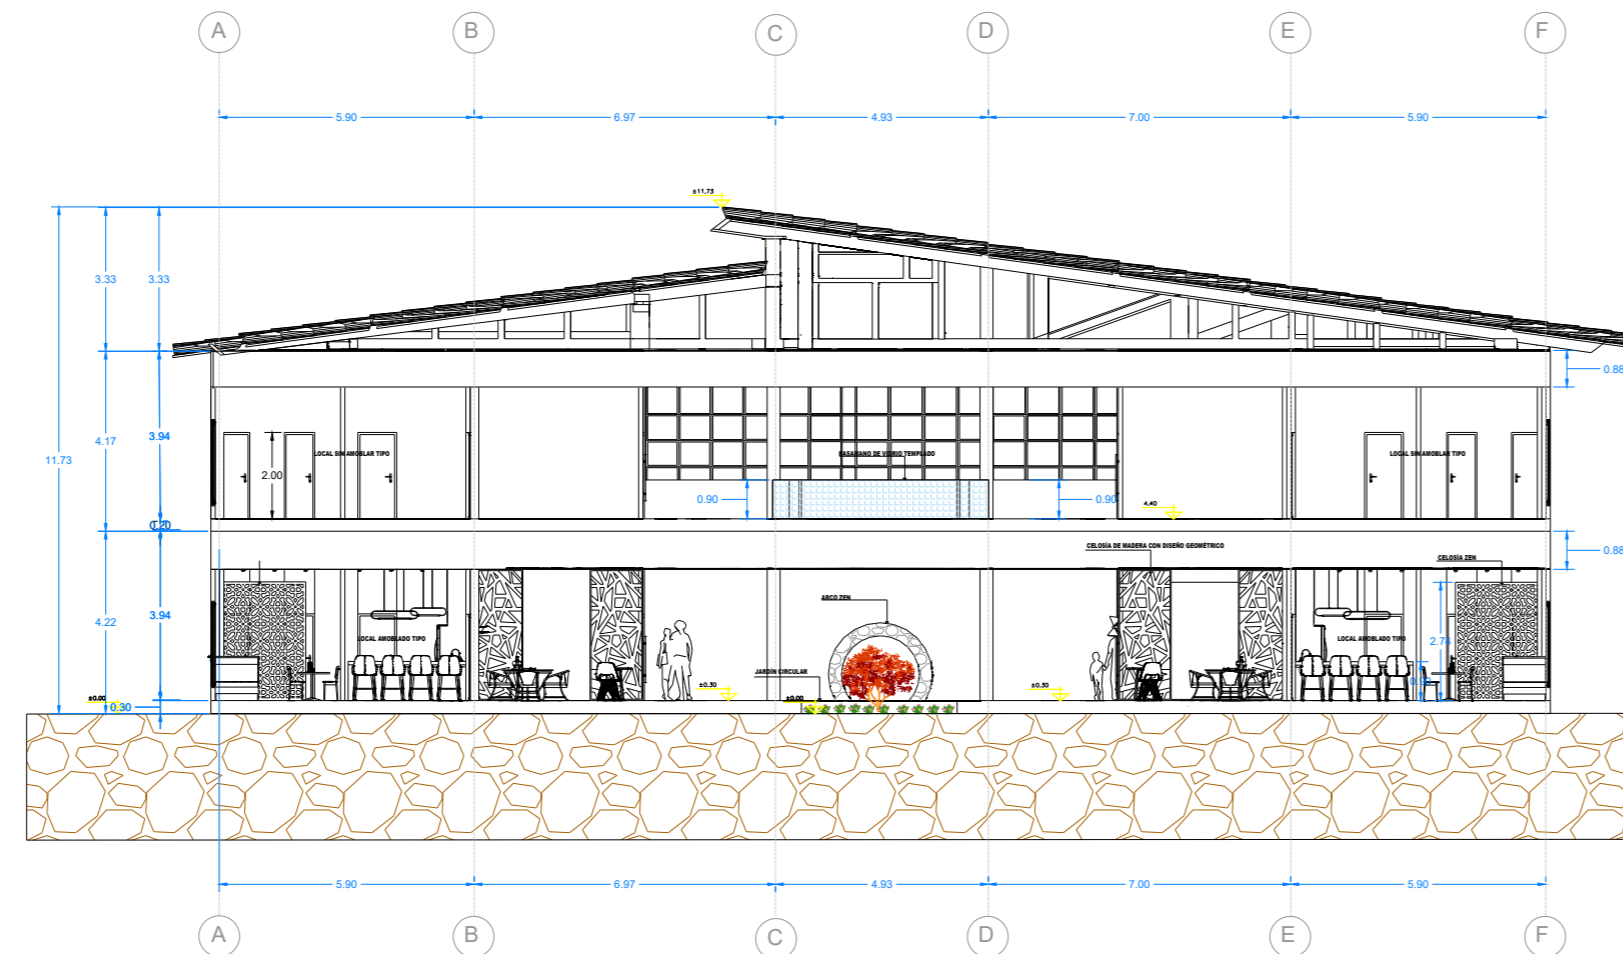 A B C D E F
5.90 6.97 4.93 7.00 5.90
±11,73
3.33 3.33
0.88
4.17 3.94
11.73
2.00
LOCAL SIN AMOBLAR TIPO
PASAMANO DE VIDRIO TEMPLADO
LOCAL SIN AMOBLAR TIPO
0.90 0.90
4,40
0.20
CELOSÍA DE MADERA CON DISEÑO GEOMÉTRICO
0.88
CELOSÍA ZEN
ARCO ZEN
4.22 3.94
LOCAL AMOBLADO TIPO
LOCAL AMOBLADO TIPO
2.74
JARDÍN CIRCULAR
±0.30 ±0.30
±0.00 ±0.00
0.30
5.90 6.97 4.93 7.00 5.90
A B C D E F